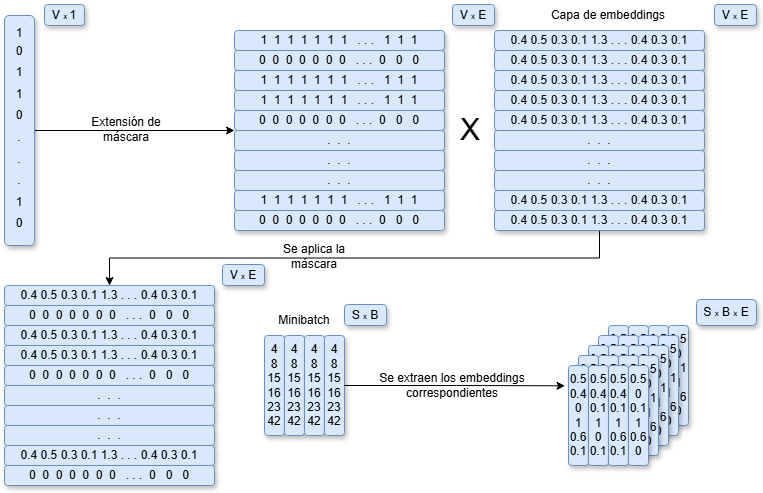 V x 1
1
0
1
1
0
.
.
.
1
0
Extensión de
máscara
V x E
1 1 1 1 1 1 1 ... 1 1 1
0 0 0 0 0 0 0 ... 0 0 0
1 1 1 1 1 1 1 ... 1 1 1
1 1 1 1 1 1 1 ... 1 1 1
0 0 0 0 0 0 0 ... 0 0 0
. . .
. . .
. . .
1 1 1 1 1 1 1 ... 1 1 1
0 0 0 0 0 0 0 ... 0 0 0
X
Capa de embeddings
V x E
0.4 0.5 0.3 0.1 1.3 . . . 0.4 0.3 0.1
0.4 0.5 0.3 0.1 1.3 . . . 0.4 0.3 0.1
0.4 0.5 0.3 0.1 1.3 . . . 0.4 0.3 0.1
0.4 0.5 0.3 0.1 1.3 . . . 0.4 0.3 0.1
0.4 0.5 0.3 0.1 1.3 . . . 0.4 0.3 0.1
. . .
. . .
. . .
0.4 0.5 0.3 0.1 1.3 . . . 0.4 0.3 0.1
0.4 0.5 0.3 0.1 1.3 . . . 0.4 0.3 0.1
Se aplica la
máscara
V x E
0.4 0.5 0.3 0.1 1.3 . . . 0.4 0.3 0.1
0 0 0 0 0 0 0 ... 0 0 0
0.4 0.5 0.3 0.1 1.3 . . . 0.4 0.3 0.1
0.4 0.5 0.3 0.1 1.3 . . . 0.4 0.3 0.1
0 0 0 0 0 0 0 ... 0 0 0
. . .
. . .
. . .
0.4 0.5 0.3 0.1 1.3 . . . 0.4 0.3 0.1
0 0 0 0 0 0 0 ... 0 0 0
Minibatch
S x B
4 4 4 4
8 8 8 8
15 15 15 15
16 16 16 16
23 23 23 23
42 42 42 42
Se extraen los embeddings
correspondientes
S x B x E
0.5 0.5 0.5 0.5
0.4 0.4 0.4 0
0 0.1 0.1 0.1
1 1 1 1
0.6 0 0.6 0.6
0.1 0.1 0.1 0